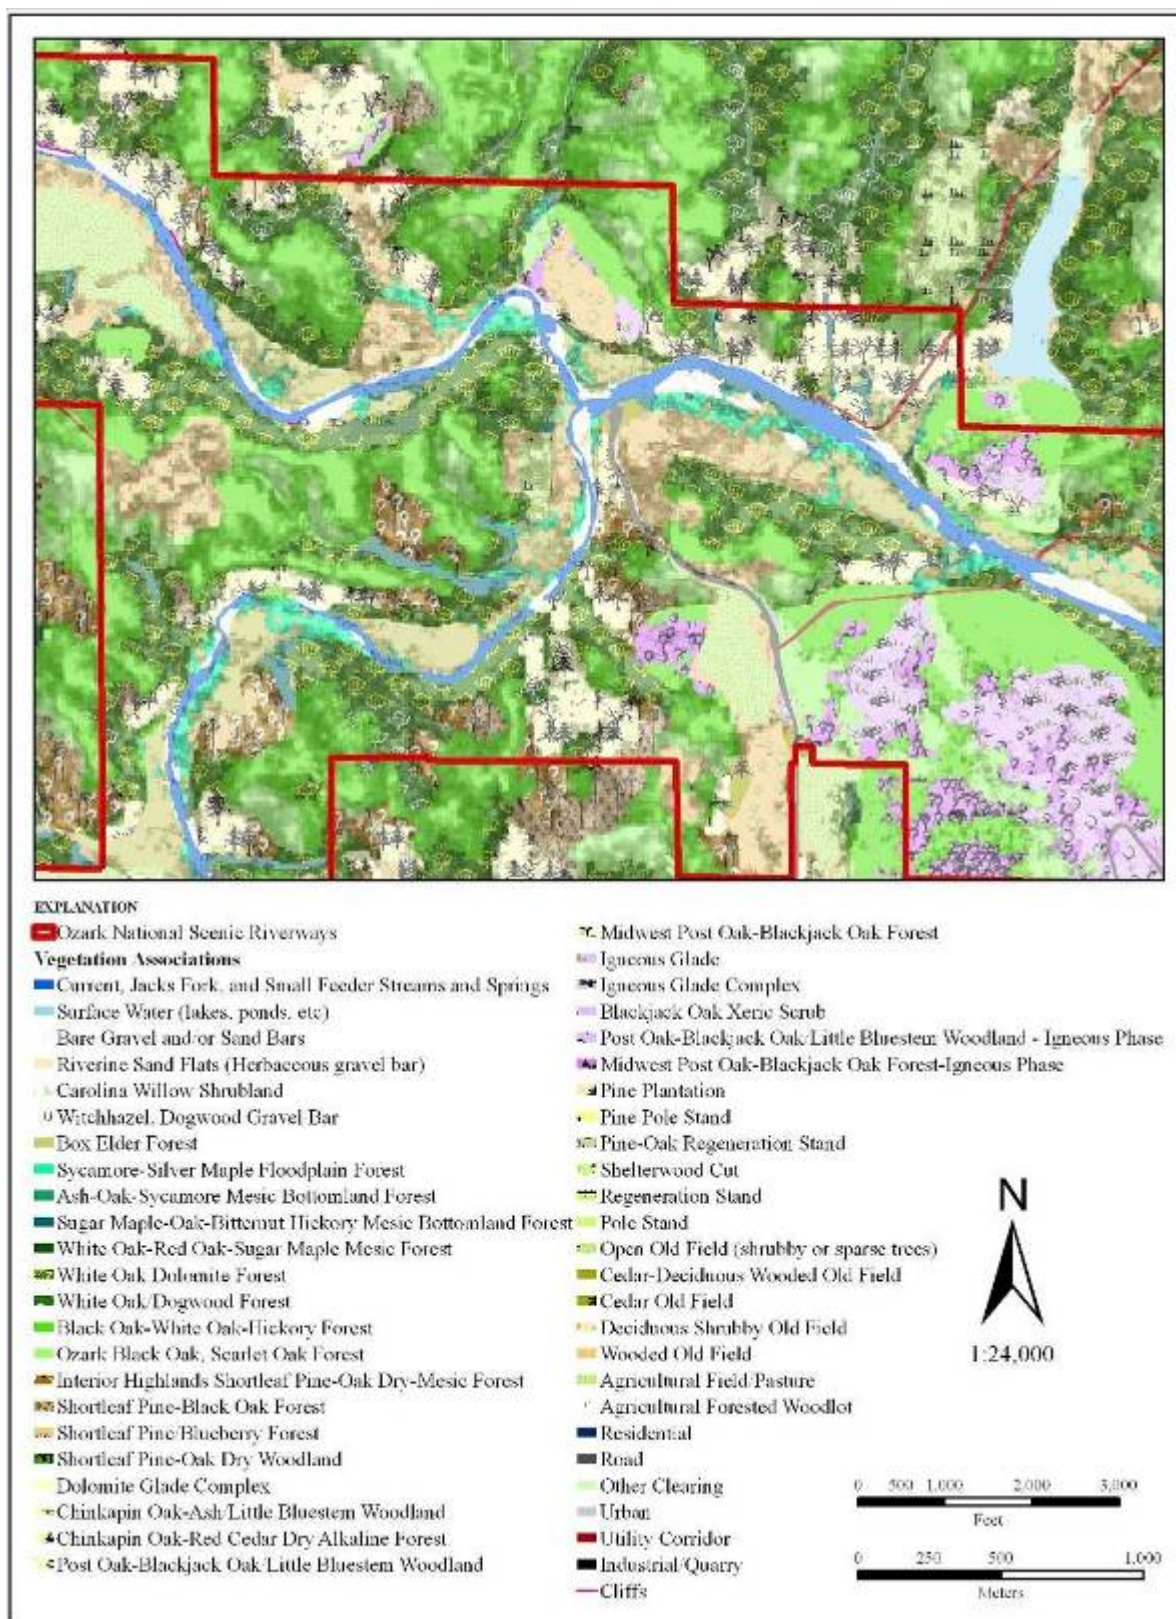 EXPLANATION
Ozark National Scenic Riverways
Vegetation Associations
Current, Jacks Fork, and Small Feeder Streams and Springs
Surface Water (lakes, ponds, etc)
Bare Gravel and/or Sand Bars
Riverine Sand Flats (Herbaceous gravel bar)
Carolina Willow Shrubland
Witchhazel, Dogwood Gravel Bar
Box Elder Forest
Sycamore-Silver Maple Floodplain Forest
Ash-Oak-Sycamore Mesic Bottomland Forest
Sugar Maple-Oak-Bitternut Hickory Mesic Bottomland Forest
White Oak-Red Oak-Sugar Maple Mesic Forest
White Oak Dolomite Forest
White Oak/Dogwood Forest
Black Oak-White Oak-Hickory Forest
Ozark Black Oak, Scarlet Oak Forest
Interior Highlands Shortleaf Pine-Oak Dry-Mesic Forest
Shortleaf Pine-Black Oak Forest
Shortleaf Pine/Blueberry Forest
Shortleaf Pine-Oak Dry Woodland
Dolomite Glade Complex
Chinkapin Oak-Ash/Little Bluestem Woodland
Chinkapin Oak-Red Cedar Dry Alkaline Forest
Post Oak-Blackjack Oak/Little Bluestem Woodland
Midwest Post Oak-Blackjack Oak Forest
Igneous Glade
Igneous Glade Complex
Blackjack Oak Xeric Scrub
Post Oak-Blackjack Oak/Little Bluestem Woodland - Igneous Phase
Midwest Post Oak-Blackjack Oak Forest-Igneous Phase
Pine Plantation
Pine Pole Stand
Pine-Oak Regeneration Stand
Shelterwood Cut
Regeneration Stand
Pole Stand
Open Old Field (shrubby or sparse trees)
Cedar-Deciduous Wooded Old Field
Cedar Old Field
Deciduous Shrubby Old Field
Wooded Old Field
Agricultural Field/Pasture
Agricultural Forested Woodlot
Residential
Road
Other Clearing
Urban
Utility Corridor
Industrial/Quarry
Cliffs
N
1:24,000
0 500 1,000 2,000 3,000
Feet
0 250 500 1,000
Meters